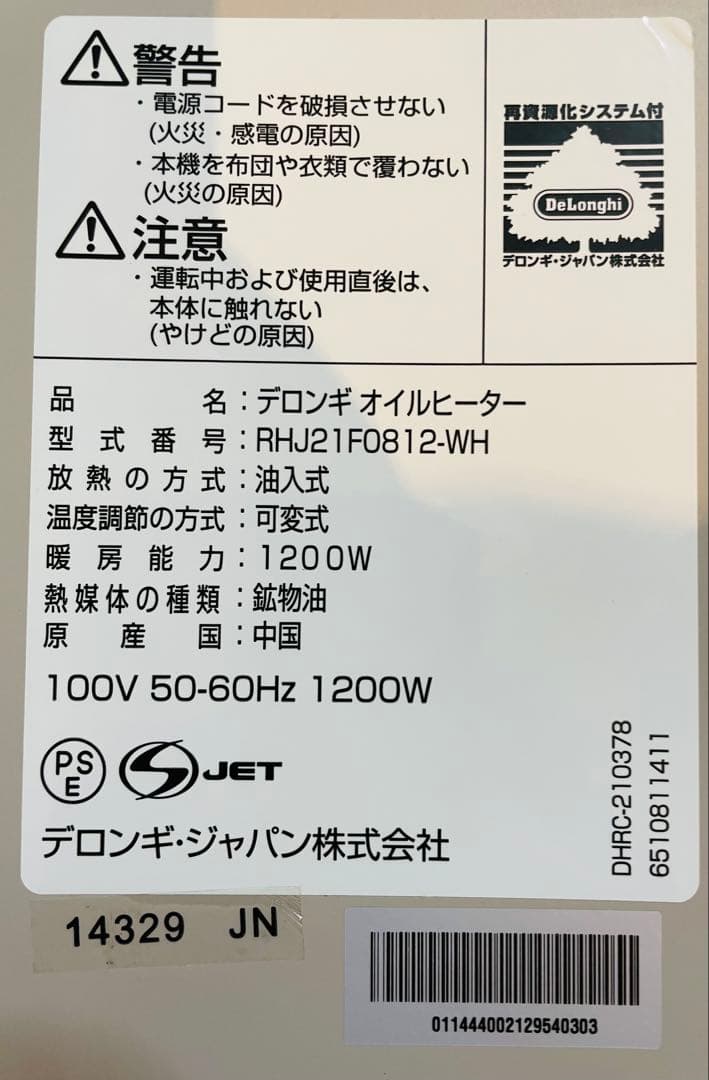 警告
・電源コードを破損させない
(火災・感電の原因)
・本機を布団や衣類で覆わない
(火災の原因)
注意
・運転中および使用直後は、
本体に触れない
(やけどの原因)
再資源化システム付
DeLonghi
デロンギ・ジャパン株式会社
品名:デロンギ オイルヒーター
型式番号:RHJ21F0812-WH
放熱の方式:油入式
温度調節の方式:可変式
暖房能力:1200W
熱媒体の種類:鉱物油
原産国:中国
100V 50-60Hz 1200W
PSE
S JET
デロンギ・ジャパン株式会社
DHRC-210378
6510811411
14329 JN
011444002129540303